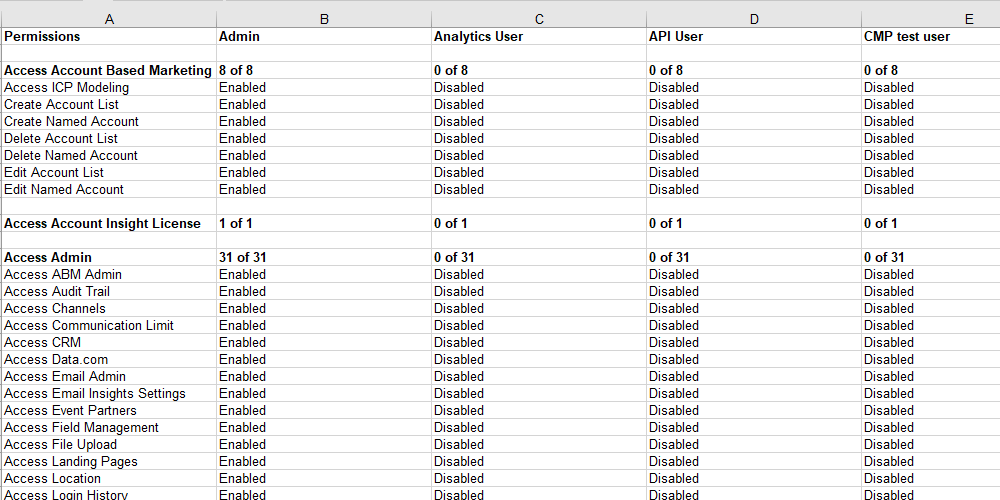 A B C D E
Permissions Admin Analytics User API User CMP test user
Access Account Based Marketing 8 of 8 0 of 8 0 of 8 0 of 8
Access ICP Modeling Enabled Disabled Disabled Disabled
Create Account List Enabled Disabled Disabled Disabled
Create Named Account Enabled Disabled Disabled Disabled
Delete Account List Enabled Disabled Disabled Disabled
Delete Named Account Enabled Disabled Disabled Disabled
Edit Account List Enabled Disabled Disabled Disabled
Edit Named Account Enabled Disabled Disabled Disabled
Access Account Insight License 1 of 1 0 of 1 0 of 1 0 of 1
Access Admin 31 of 31 0 of 31 0 of 31 0 of 31
Access ABM Admin Enabled Disabled Disabled Disabled
Access Audit Trail Enabled Disabled Disabled Disabled
Access Channels Enabled Disabled Disabled Disabled
Access Communication Limit Enabled Disabled Disabled Disabled
Access CRM Enabled Disabled Disabled Disabled
Access Data.com Enabled Disabled Disabled Disabled
Access Email Admin Enabled Disabled Disabled Disabled
Access Email Insights Settings Enabled Disabled Disabled Disabled
Access Event Partners Enabled Disabled Disabled Disabled
Access Field Management Enabled Disabled Disabled Disabled
Access File Upload Enabled Disabled Disabled Disabled
Access Landing Pages Enabled Disabled Disabled Disabled
Access Location Enabled Disabled Disabled Disabled
Access Login History Enabled Disabled Disabled Disabled